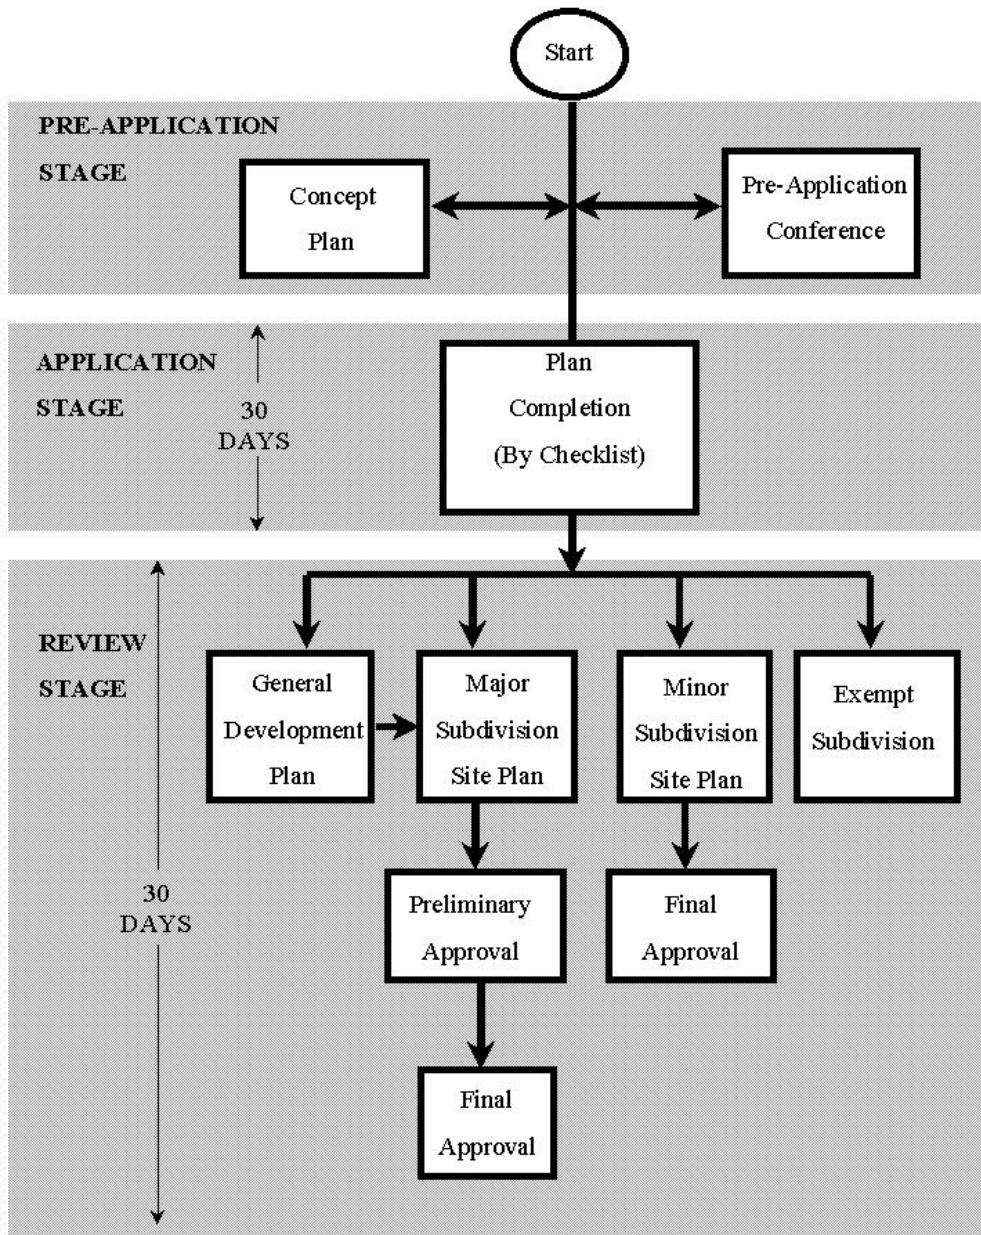 Start
PRE-APPLICATION
STAGE
Concept
Plan
Pre-Application
Conference
APPLICATION
STAGE
30
DAYS
Plan
Completion
(By Checklist)
REVIEW
STAGE
30
DAYS
General
Development
Plan
Major
Subdivision
Site Plan
Minor
Subdivision
Site Plan
Exempt
Subdivision
Preliminary
Approval
Final
Approval
Final
Approval